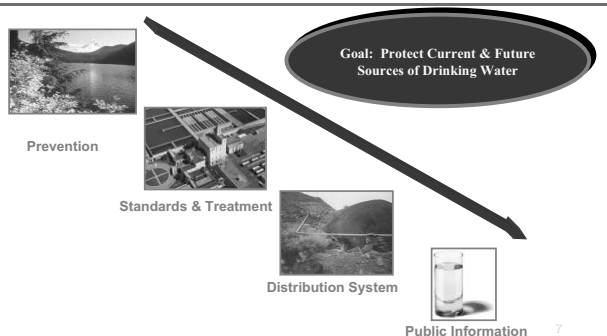 Goal: Protect Current & Future
Sources of Drinking Water
Prevention
Standards & Treatment
Distribution System
Public Information
7